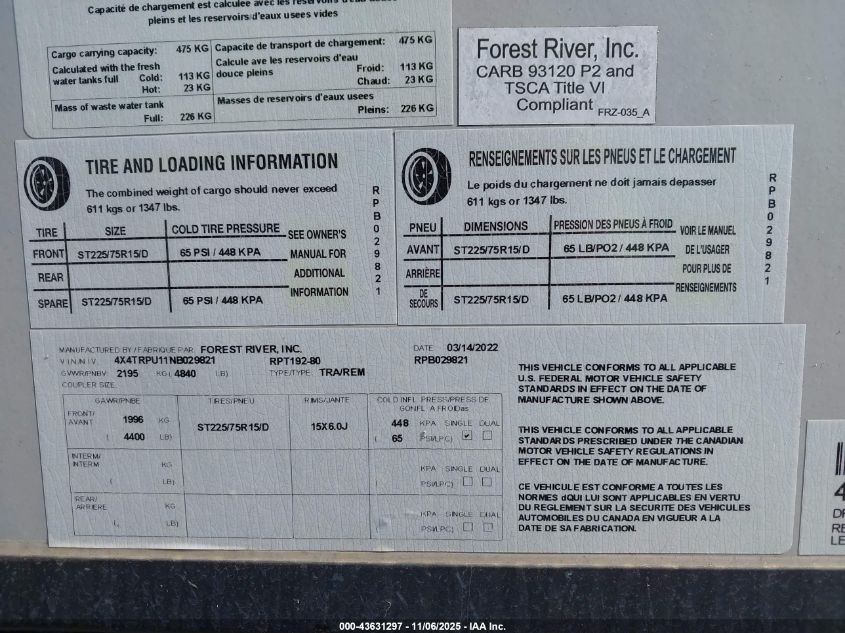 Capacité de chargement est calculée avec les reservoirs d'eau
pleins et les reservoirs d'eaux usees vides
Cargo carrying capacity: 475 KG
Calculated with the fresh
water tanks full Cold: 113 KG
Hot: 23 KG
Mass of waste water tank
Full: 226 KG
Capacite de transport de chargement: 475 KG
Calcule ave les reservoirs d'eau
douce pleins Froid: 113 KG
Chaud: 23 KG
Masses de reservoirs d'eaux usees
Pleins: 226 KG
Forest River, Inc.
CARB 93120 P2 and
TSCA Title VI
Compliant
FRZ-035_A
TIRE AND LOADING INFORMATION
The combined weight of cargo should never exceed
611 kgs or 1347 lbs.
TIRE SIZE COLD TIRE PRESSURE
FRONT ST225/75R15/D 65 PSI / 448 KPA
REAR
SPARE ST225/75R15/D 65 PSI / 448 KPA
SEE OWNER'S
MANUAL FOR
ADDITIONAL
INFORMATION
RPB029821
RENSEIGNEMENTS SUR LES PNEUS ET LE CHARGEMENT
Le poids du chargement ne doit jamais depasser
611 kgs or 1347 lbs.
PNEU DIMENSIONS PRESSION DES PNEUS À FROID
AVANT ST225/75R15/D 65 LB/PO2 / 448 KPA
ARRIÈRE
DE
SECOURS ST225/75R15/D 65 LB/PO2 / 448 KPA
VOIR LE MANUEL
DE L'USAGER
POUR PLUS DE
RENSEIGNEMENTS
RPB029821
MANUFACTURED BY / FABRIQUE PAR: FOREST RIVER, INC. DATE 03/14/2022
V.I.N./N.I.V. 4X4TRPU11NB029821 RPT192-80 RPB029821
GVWR/PNBV: 2195 KG( 4840 LB) TYPE/TYPE: TRA/REM
COUPLER SIZE
GAWR/PNBE TIRES/PNEU RIMS/JANTE COLD INFL. PRESS/PRESS DE
GONFL. A FROIDas
FRONT/
AVANT 1996 KG ST225/75R15/D 15X6.0J 448 KPA SINGLE DUAL
( 4400 LB) ( 65 PSI/LPC)
INTERM/
INTERM KG KPA SINGLE DUAL
( LB) PSI/LPC)
REAR/
ARRIERE KG KPA SINGLE DUAL
( LB) PSI/LPC)
THIS VEHICLE CONFORMS TO ALL APPLICABLE
U.S. FEDERAL MOTOR VEHICLE SAFETY
STANDARDS IN EFFECT ON THE DATE OF
MANUFACTURE SHOWN ABOVE.
THIS VEHICLE CONFORMS TO ALL APPLICABLE
STANDARDS PRESCRIBED UNDER THE CANADIAN
MOTOR VEHICLE SAFETY REGULATIONS IN
EFFECT ON THE DATE OF MANUFACTURE.
CE VEHICULE EST CONFORME A TOUTES LES
NORMES dQUI LUI SONT APPLICABLES EN VERTU
DU REGLEMENT SUR LA SECURITE DES VEHICULES
AUTOMOBILES DU CANADA EN VIGUEUR A LA
DATE DE SA FABRICATION.
000-43631297 - 11/06/2025 - IAA Inc.